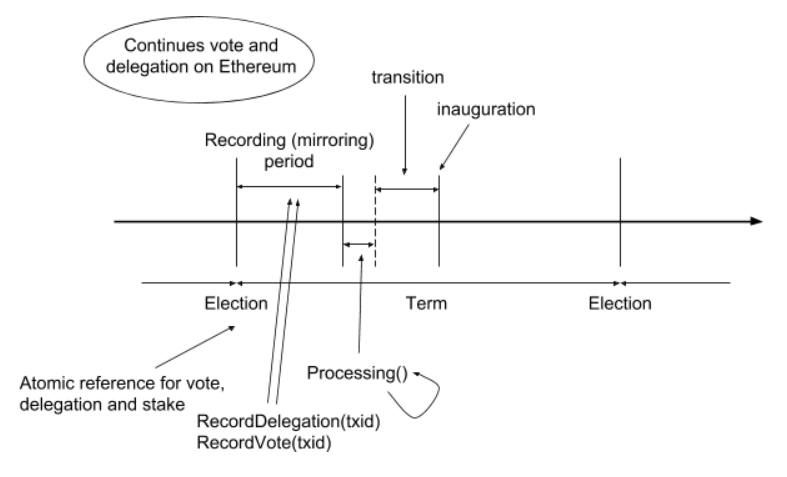 Continues vote and
delegation on Ethereum
transition
inauguration
Recording (mirroring)
period
Election
Term
Election
Processing()
Atomic reference for vote,
delegation and stake
RecordDelegation(txid)
RecordVote(txid)